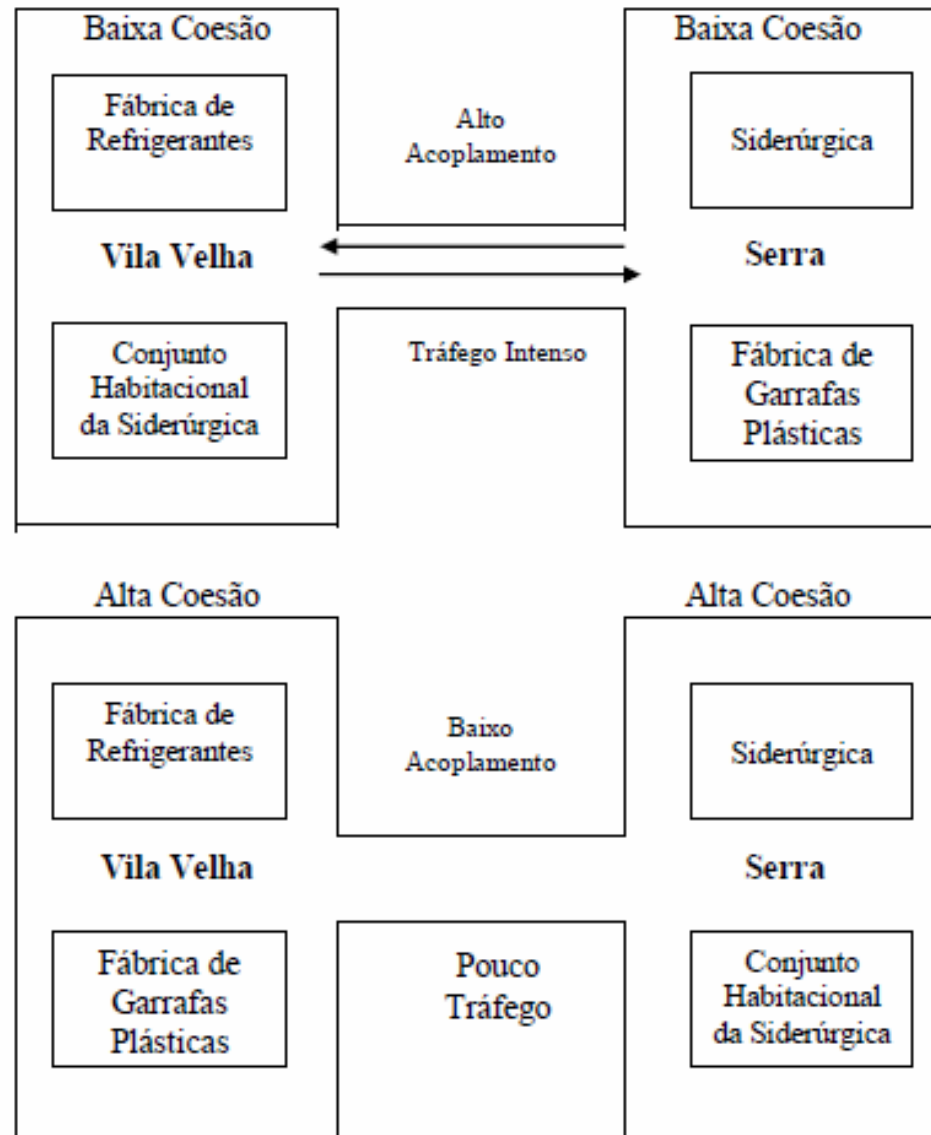 Baixa Coesão
Baixa Coesão
Fábrica de
Refrigerantes
Alto
Acoplamento
Siderúrgica
Vila Velha
Serra
Conjunto
Habitacional
da Siderúrgica
Tráfego Intenso
Fábrica de
Garrafas
Plásticas
Alta Coesão
Alta Coesão
Fábrica de
Refrigerantes
Baixo
Acoplamento
Siderúrgica
Vila Velha
Serra
Fábrica de
Garrafas
Plásticas
Pouco
Tráfego
Conjunto
Habitacional
da Siderúrgica